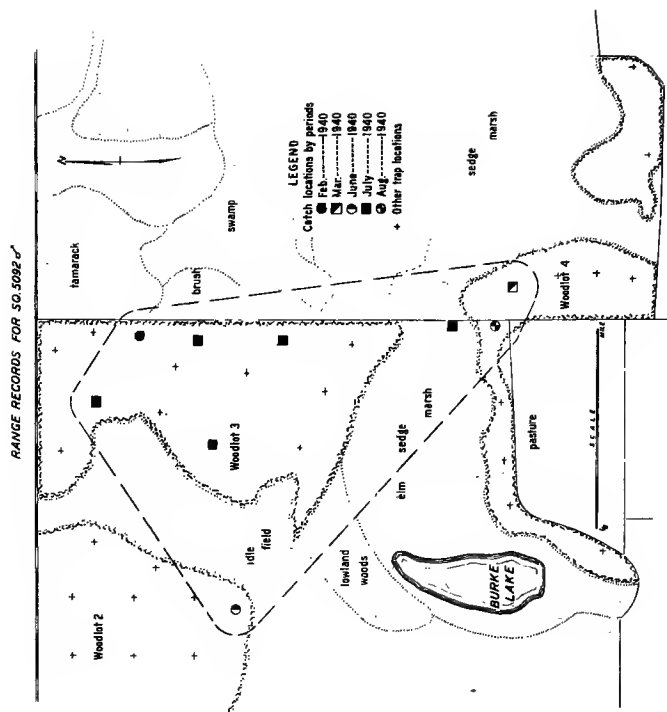 RANGE RECORDS FOR SQ. 5092 ♂
N
LEGEND
Catch locations by periods
Feb.------1940
Mar.------1940
June------1940
July------1940
Aug.------1940
+ Other trap locations
tamarack
brush
swamp
sedge
marsh
Woodlot 2
Woodlot 3
idle
field
lowland
woods
elm
sedge
marsh
BURKE
LAKE
pasture
Woodlot 4
SCALE
MILE